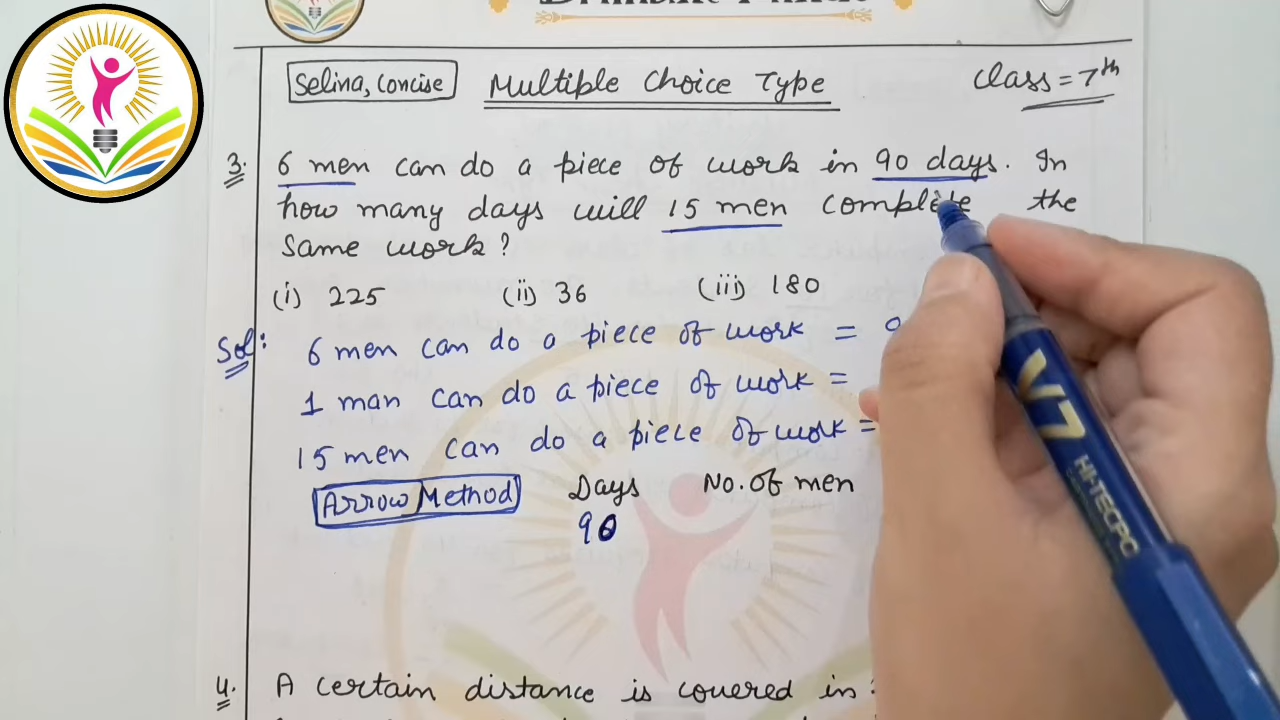 Selina, Concise Multiple Choice Type Class = 7th
3. 6 men can do a piece of work in 90 days. In
how many days will 15 men complete the
same work?
(i) 225 (ii) 36 (iii) 180
Sol: 6 men can do a piece of work =
1 man can do a piece of work =
15 men can do a piece of work =
Arrow Method Days No. of men
90
4. A certain distance is covered in
V7
HI-TECPO